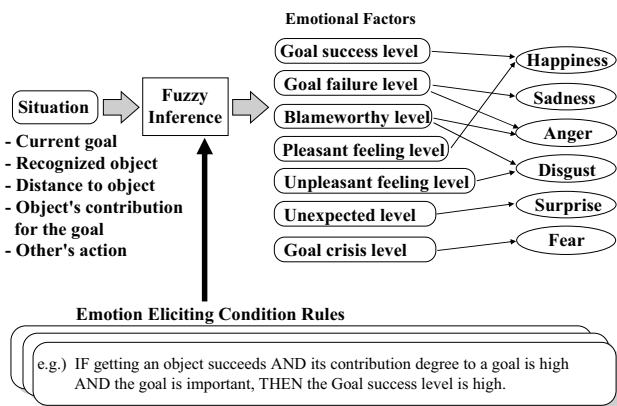 Emotional Factors
Goal success level
Happiness
Goal failure level
Fuzzy
Inference
Sadness
Situation
Blameworthy level
Anger
- Current goal
- Recognized object
- Distance to object
- Object's contribution
for the goal
- Other's action
Pleasant feeling level
Disgust
Unpleasant feeling level
Surprise
Unexpected level
Fear
Goal crisis level
Emotion Eliciting Condition Rules
e.g.) IF getting an object succeeds AND its contribution degree to a goal is high
AND the goal is important, THEN the Goal success level is high.